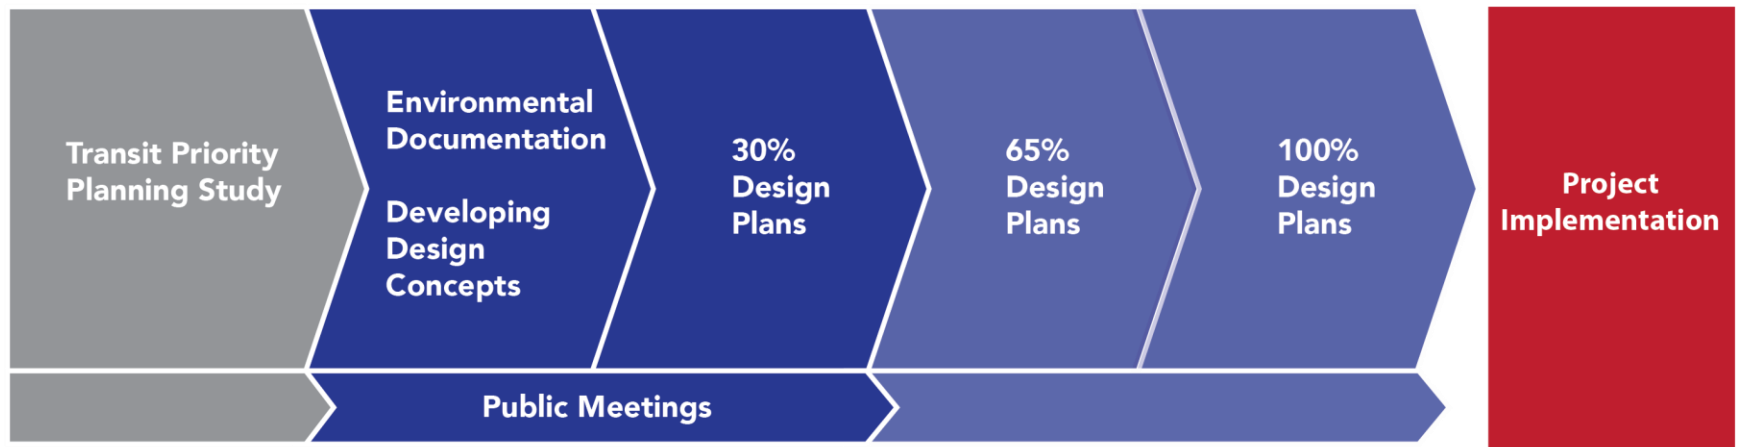 Transit Priority
Planning Study
Environmental
Documentation
Developing
Design
Concepts
30%
Design
Plans
65%
Design
Plans
100%
Design
Plans
Project
Implementation
Public Meetings